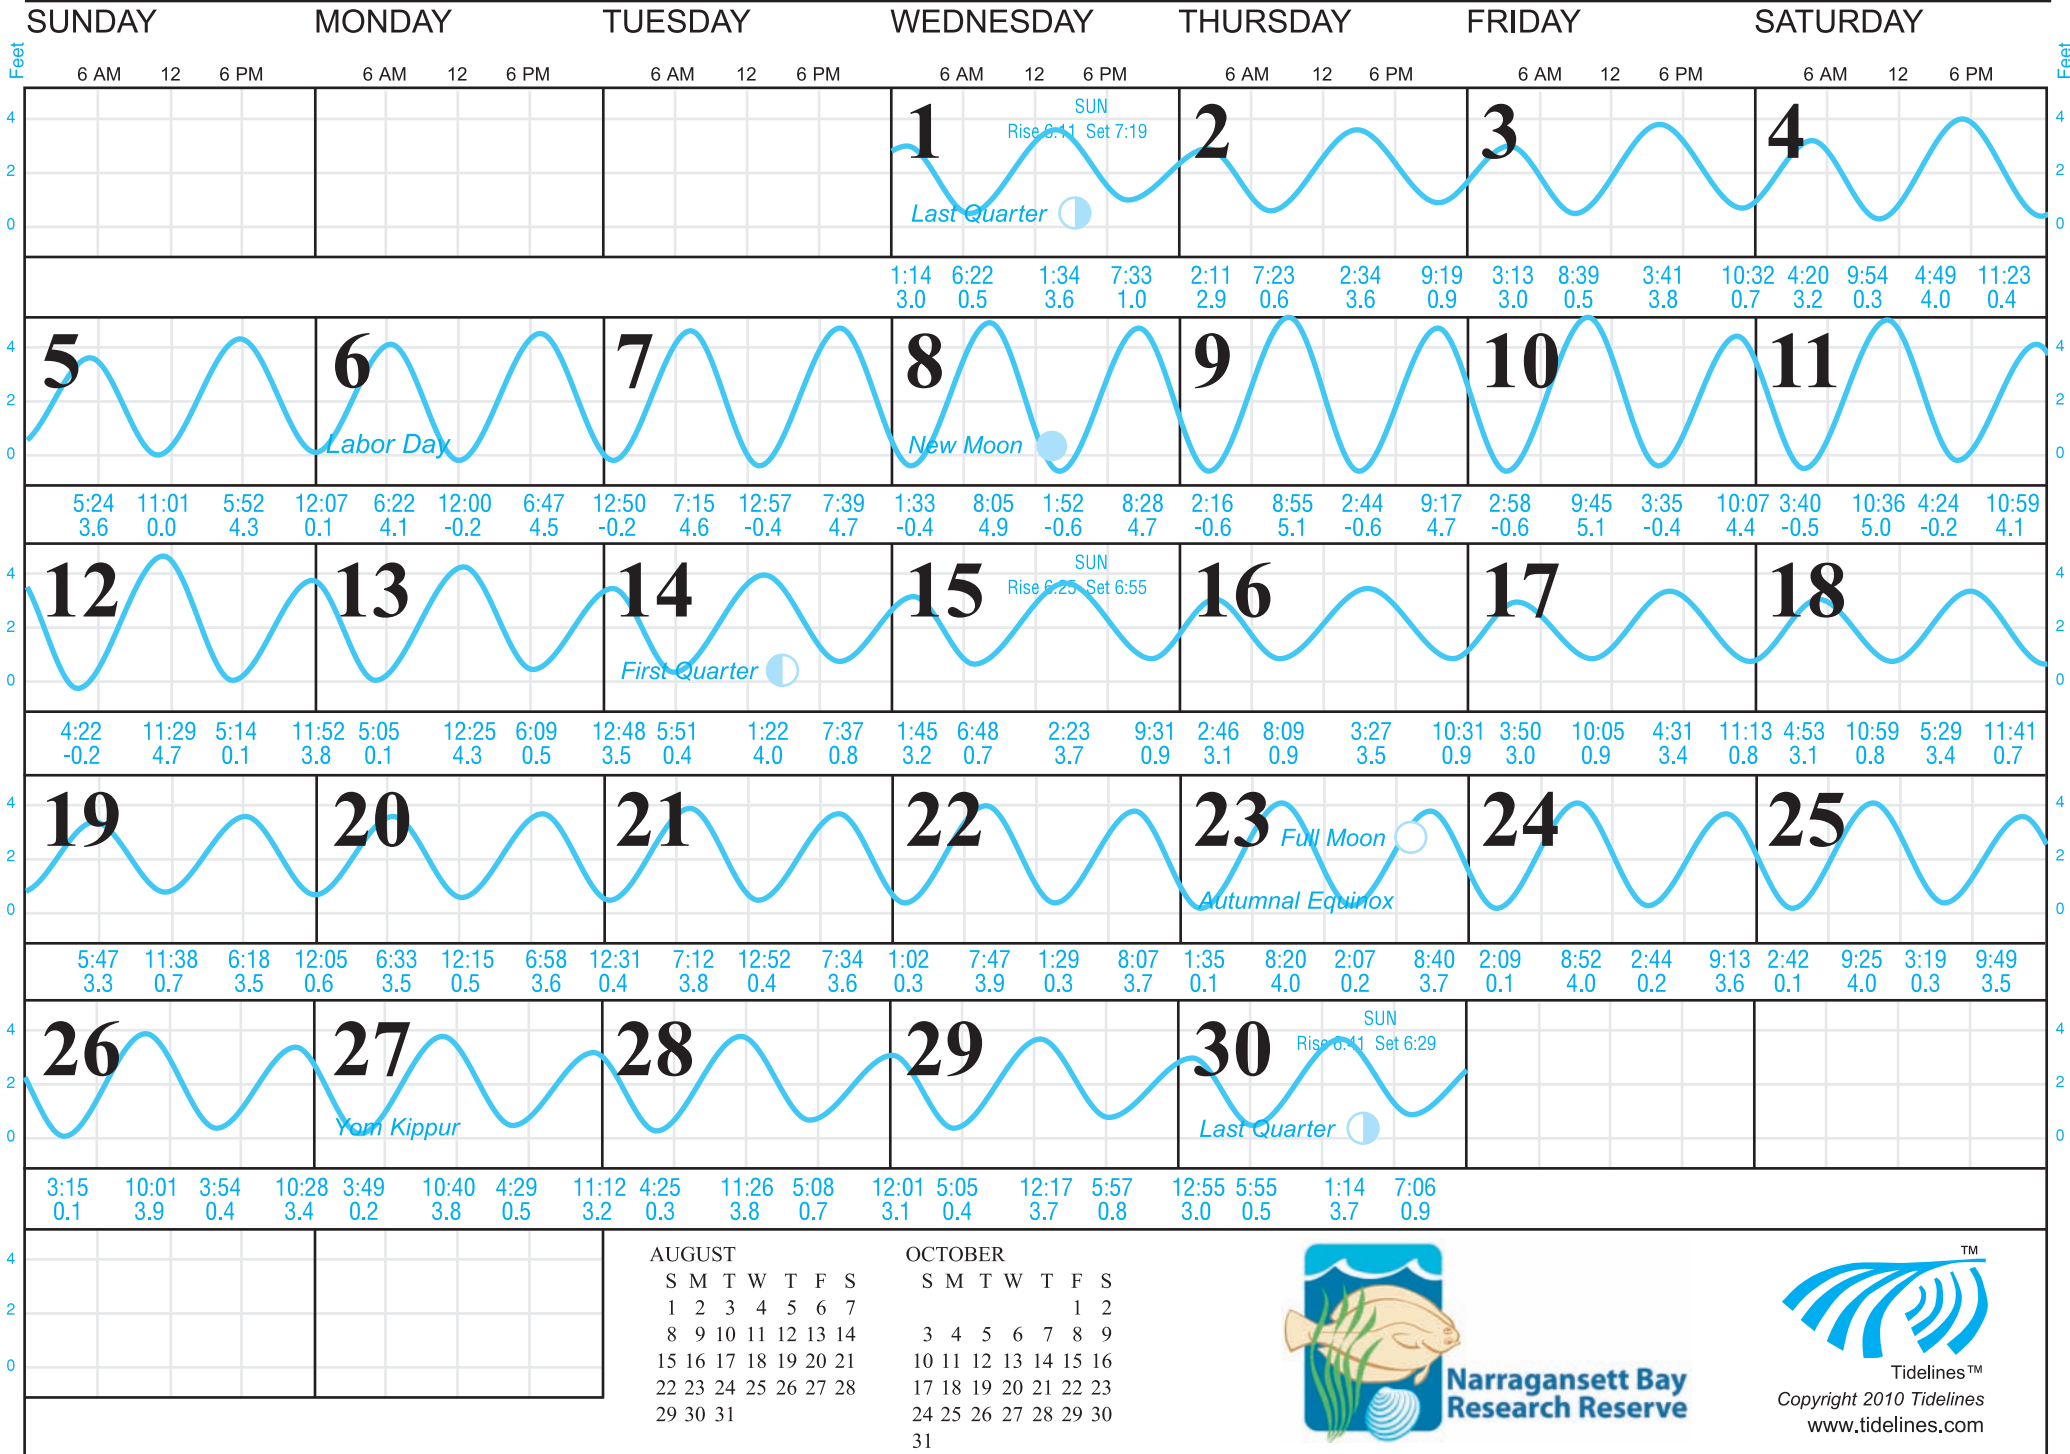 SUNDAY MONDAY TUESDAY WEDNESDAY THURSDAY FRIDAY SATURDAY
Feet 6 AM 12 6 PM 6 AM 12 6 PM 6 AM 12 6 PM 6 AM 12 6 PM 6 AM 12 6 PM 6 AM 12 6 PM 6 AM 12 6 PM Feet
4 1 SUN 2 3 4 4
Rise 6:11 Set 7:19
2 2
0 Last Quarter 0
1:14 6:22 1:34 7:33 2:11 7:23 2:34 9:19 3:13 8:39 3:41 10:32 4:20 9:54 4:49 11:23
3.0 0.5 3.6 1.0 2.9 0.6 3.6 0.9 3.0 0.5 3.8 0.7 3.2 0.3 4.0 0.4
4 5 6 7 8 9 10 11 4
2 2
0 Labor Day New Moon 0
5:24 11:01 5:52 12:07 6:22 12:00 6:47 12:50 7:15 12:57 7:39 1:33 8:05 1:52 8:28 2:16 8:55 2:44 9:17 2:58 9:45 3:35 10:07 3:40 10:36 4:24 10:59
3.6 0.0 4.3 0.1 4.1 -0.2 4.5 -0.2 4.6 -0.4 4.7 -0.4 4.9 -0.6 4.7 -0.6 5.1 -0.6 4.7 -0.6 5.1 -0.4 4.4 -0.5 5.0 -0.2 4.1
4 12 13 14 15 SUN 16 17 18 4
Rise 6:25 Set 6:55
2 2
0 First Quarter 0
4:22 11:29 5:14 11:52 5:05 12:25 6:09 12:48 5:51 1:22 7:37 1:45 6:48 2:23 9:31 2:46 8:09 3:27 10:31 3:50 10:05 4:31 11:13 4:53 10:59 5:29 11:41
-0.2 4.7 0.1 3.8 0.1 4.3 0.5 3.5 0.4 4.0 0.8 3.2 0.7 3.7 0.9 3.1 0.9 3.5 0.9 3.0 0.9 3.4 0.8 3.1 0.8 3.4 0.7
4 19 20 21 22 23 Full Moon 24 25 4
2 2
0 Autumnal Equinox 0
5:47 11:38 6:18 12:05 6:33 12:15 6:58 12:31 7:12 12:52 7:34 1:02 7:47 1:29 8:07 1:35 8:20 2:07 8:40 2:09 8:52 2:44 9:13 2:42 9:25 3:19 9:49
3.3 0.7 3.5 0.6 3.5 0.5 3.6 0.4 3.8 0.4 3.6 0.3 3.9 0.3 3.7 0.1 4.0 0.2 3.7 0.1 4.0 0.2 3.6 0.1 4.0 0.3 3.5
4 26 27 28 29 30 SUN 4
Rise 6:41 Set 6:29
2 2
0 Yom Kippur Last Quarter 0
3:15 10:01 3:54 10:28 3:49 10:40 4:29 11:12 4:25 11:26 5:08 12:01 5:05 12:17 5:57 12:55 5:55 1:14 7:06
0.1 3.9 0.4 3.4 0.2 3.8 0.5 3.2 0.3 3.8 0.7 3.1 0.4 3.7 0.8 3.0 0.5 3.7 0.9
4
2
0
AUGUST
S M T W T F S
1 2 3 4 5 6 7
8 9 10 11 12 13 14
15 16 17 18 19 20 21
22 23 24 25 26 27 28
29 30 31
OCTOBER
S M T W T F S
1 2
3 4 5 6 7 8 9
10 11 12 13 14 15 16
17 18 19 20 21 22 23
24 25 26 27 28 29 30
31
Narragansett Bay
Research Reserve
TM
Tidelines™
Copyright 2010 Tidelines
www.tidelines.com